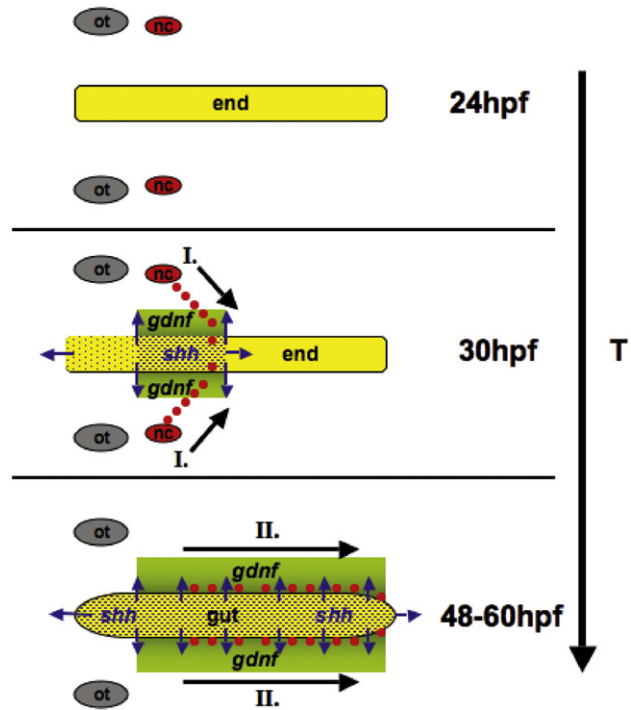 ot nc
end 24hpf
ot nc
I.
ot nc
gdnf
shh end 30hpf T
gdnf
ot nc
I.
ot II.
gdnf
shh gut shh 48-60hpf
gdnf
ot II.